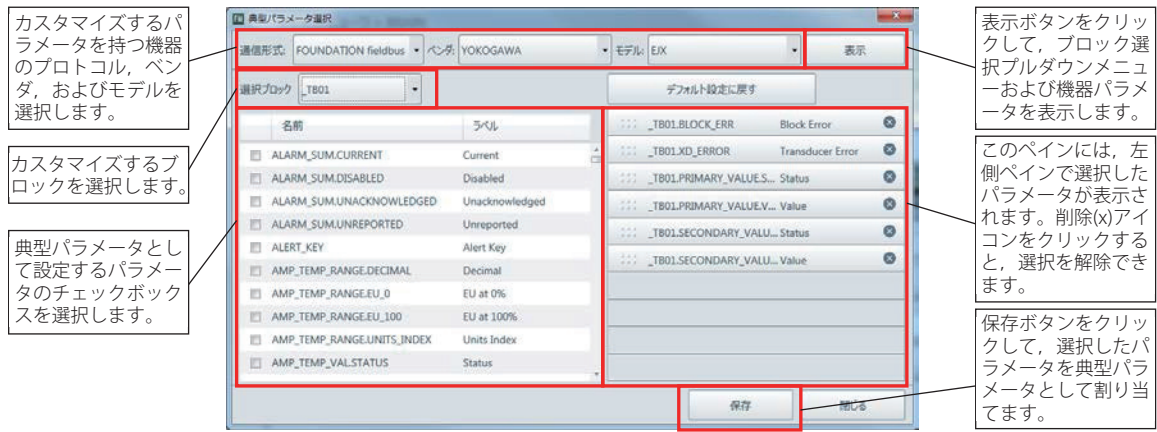 カスタマイズするパ
ラメータを持つ機器
のプロトコル，ベン
ダ，およびモデルを
選択します。
カスタマイズするブ
ロックを選択します。
典型パラメータとし
て設定するパラメー
タのチェックボック
スを選択します。
典型パラメータ選択
通信形式: FOUNDATION fieldbus ベンダ: YOKOGAWA モデル: EJX 表示
選択ブロック _TB01 デフォルト設定に戻す
名前 ラベル
ALARM_SUM.CURRENT Current
ALARM_SUM.DISABLED Disabled
ALARM_SUM.UNACKNOWLEDGED Unacknowledged
ALARM_SUM.UNREPORTED Unreported
ALERT_KEY Alert Key
AMP_TEMP_RANGE.DECIMAL Decimal
AMP_TEMP_RANGE.EU_0 EU at 0%
AMP_TEMP_RANGE.EU_100 EU at 100%
AMP_TEMP_RANGE.UNITS_INDEX Units Index
AMP_TEMP_VAL.STATUS Status
_TB01.BLOCK_ERR Block Error
_TB01.XD_ERROR Transducer Error
_TB01.PRIMARY_VALUE.S... Status
_TB01.PRIMARY_VALUE.V... Value
_TB01.SECONDARY_VALU... Status
_TB01.SECONDARY_VALU... Value
保存 閉じる
表示ボタンをクリッ
クして，ブロック選
択プルダウンメニュ
ーおよび機器パラメ
ータを表示します。
このペインには，左
側ペインで選択した
パラメータが表示さ
れます。削除(x)アイ
コンをクリックする
と，選択を解除でき
ます。
保存ボタンをクリッ
クして，選択したパ
ラメータを典型パラ
メータとして割り当
てます。